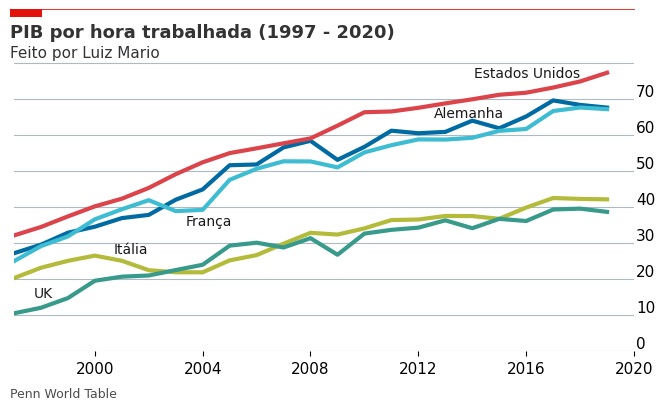 PIB por hora trabalhada (1997 - 2020)
Feito por Luiz Mario
Estados Unidos
Alemanha
França
Itália
UK
70
60
50
40
30
20
10
0
2000 2004 2008 2012 2016 2020
Penn World Table